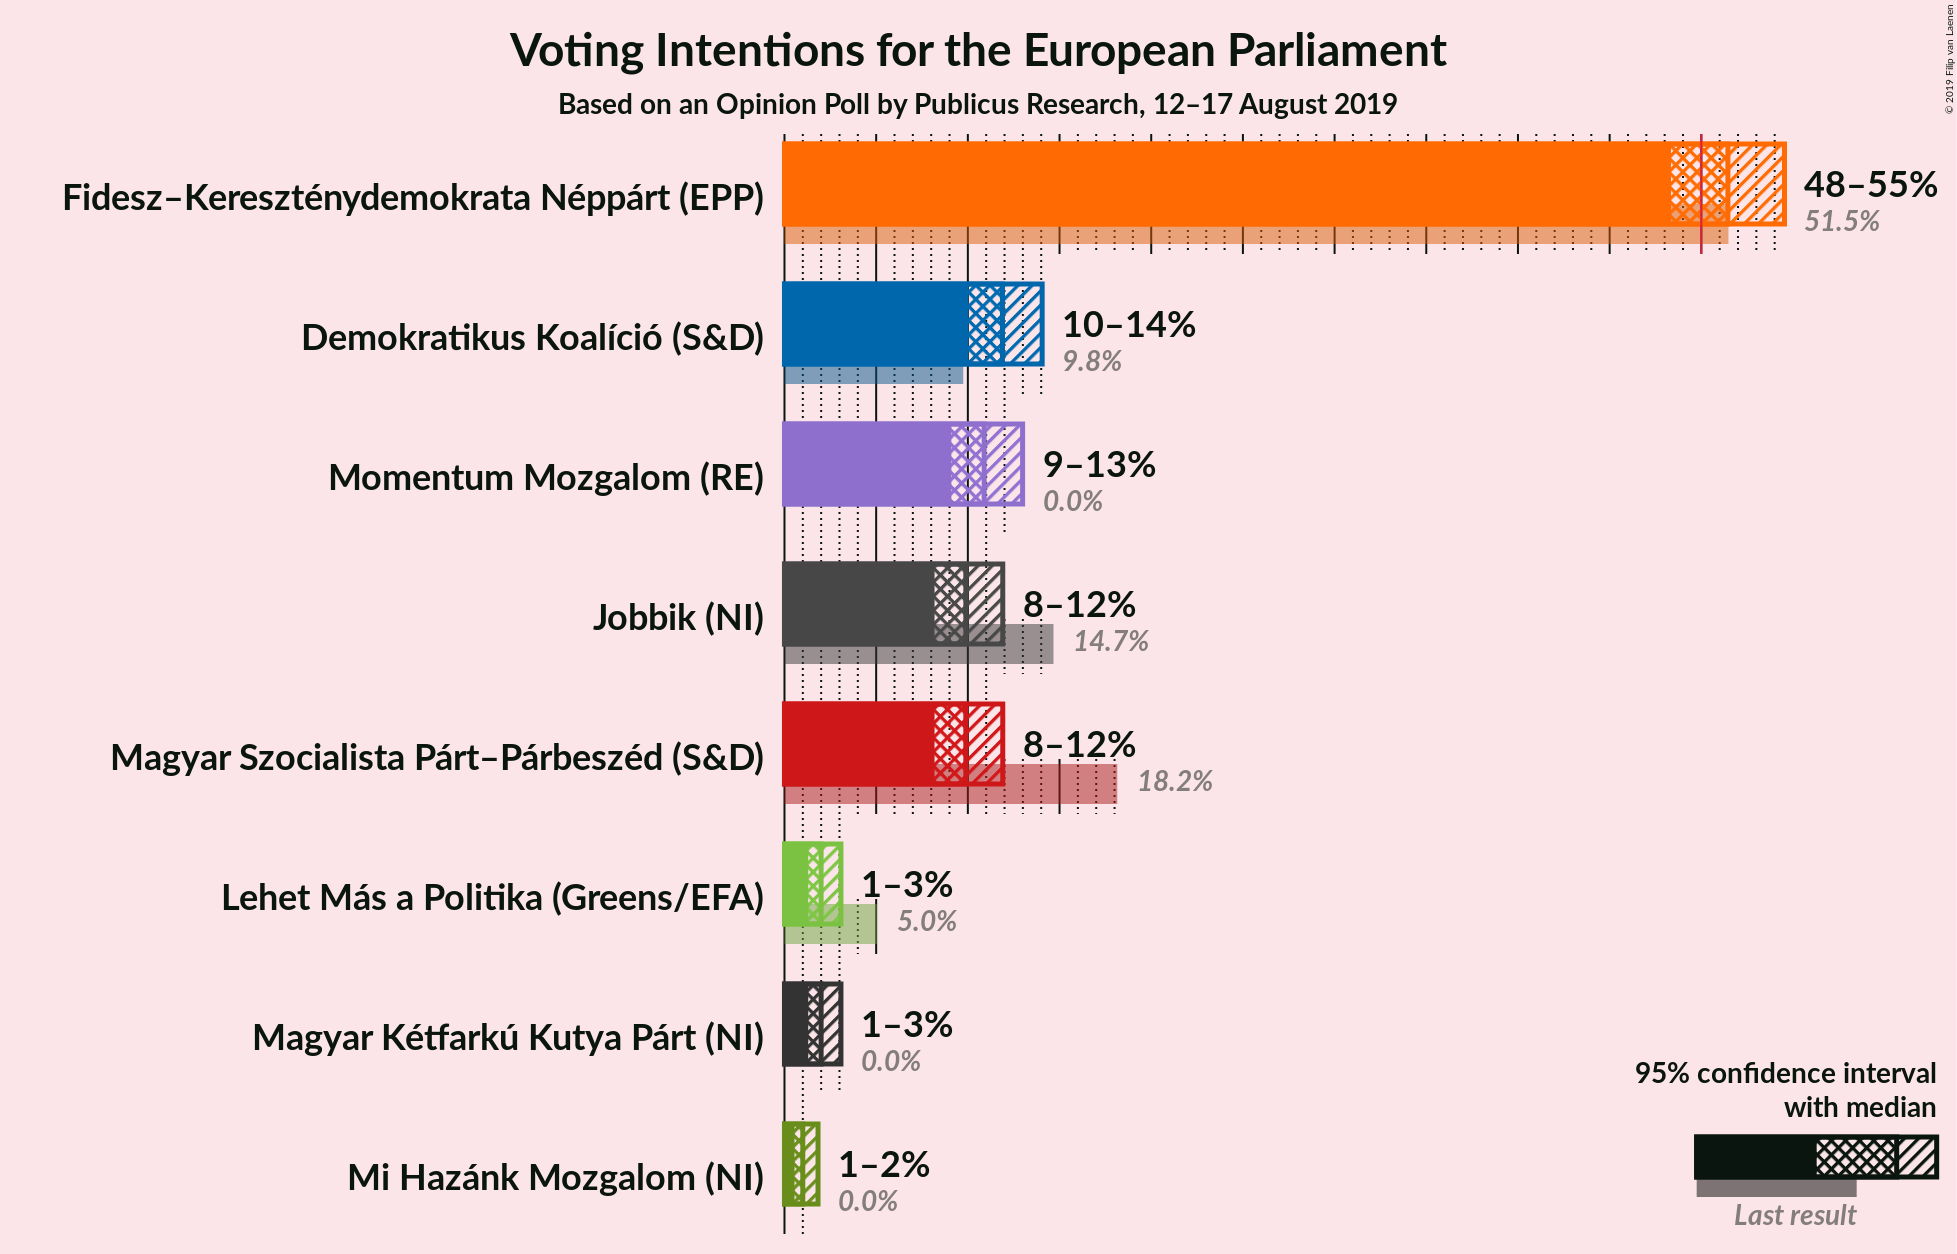 Voting Intentions for the European Parliament
Based on an Opinion Poll by Publicus Research, 12–17 August 2019
© 2019 Filip van Laenen
Fidesz–Kereszténydemokrata Néppárt (EPP)
48–55%
51.5%
Demokratikus Koalíció (S&D)
10–14%
9.8%
Momentum Mozgalom (RE)
9–13%
0.0%
Jobbik (NI)
8–12%
14.7%
Magyar Szocialista Párt–Párbeszéd (S&D)
8–12%
18.2%
Lehet Más a Politika (Greens/EFA)
1–3%
5.0%
Magyar Kétfarkú Kutya Párt (NI)
1–3%
0.0%
Mi Hazánk Mozgalom (NI)
1–2%
0.0%
95% confidence interval
with median
Last result